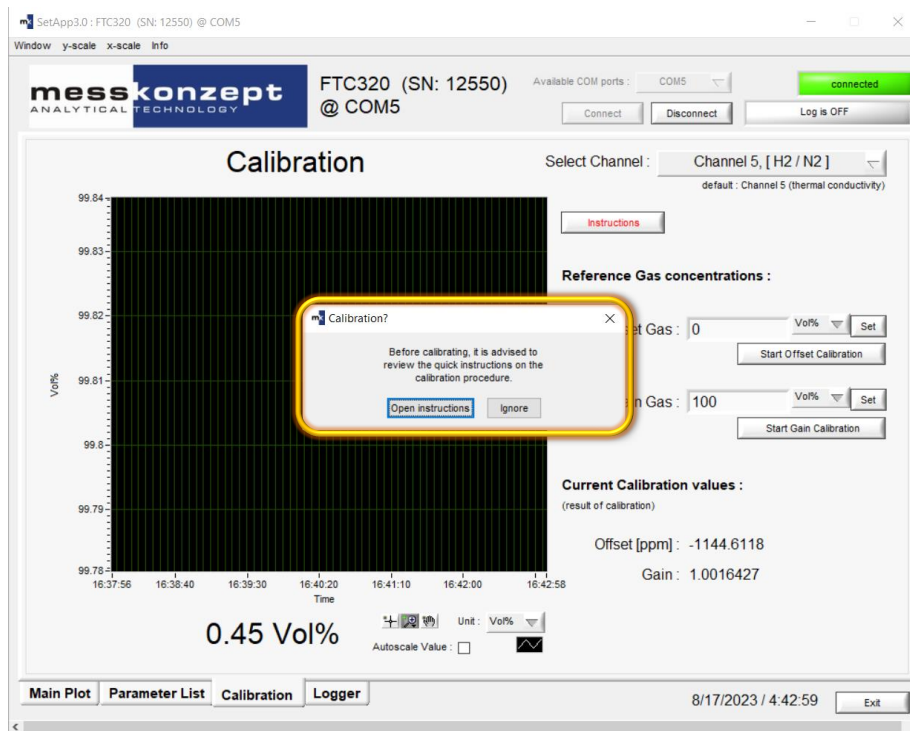 SetApp3.0 : FTC320 (SN: 12550) @ COM5
Window y-scale x-scale Info
messkonzept
ANALYTICAL TECHNOLOGY
FTC320 (SN: 12550)
@ COM5
Available COM ports :
COM5
connected
Connect
Disconnect
Log is OFF
Calibration
Select Channel :
Channel 5, [ H2 / N2 ]
default : Channel 5 (thermal conductivity)
Instructions
Reference Gas concentrations :
et Gas : 0 Vol% Set
Start Offset Calibration
n Gas : 100 Vol% Set
Start Gain Calibration
Current Calibration values :
(result of calibration)
Offset [ppm] : -1144.6118
Gain : 1.0016427
Calibration?
Before calibrating, it is advised to
review the quick instructions on the
calibration procedure.
Open instructions Ignore
99.84
99.83
99.82
99.81
99.8
99.79
99.78
Vol%
16:37:56 16:38:40 16:39:30 16:40:20 16:41:10 16:42:00 16:42:58
Time
0.45 Vol%
Unit : Vol%
Autoscale Value :
Main Plot Parameter List Calibration Logger
8/17/2023 / 4:42:59
Exit